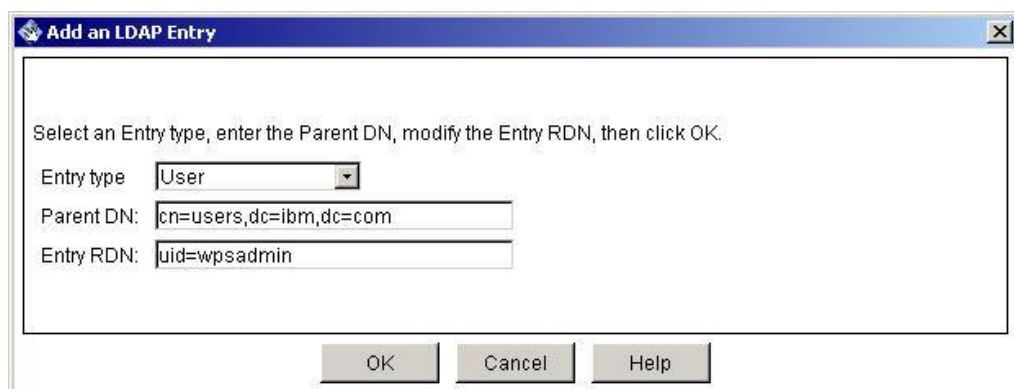 Add an LDAP Entry
Select an Entry type, enter the Parent DN, modify the Entry RDN, then click OK.
Entry type User
Parent DN: cn=users,dc=ibm,dc=com
Entry RDN: uid=wpsadmin
OK Cancel Help